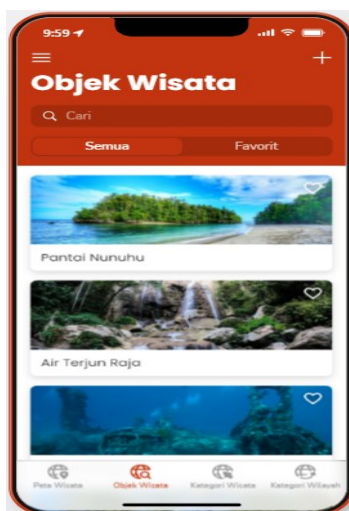 9:59
Objek Wisata
Cari
Semua Favorit
Pantai Nunuhu
Air Terjun Raja
Peta Wisata Objek Wisata Kategori Wisata Kategori Wilayah